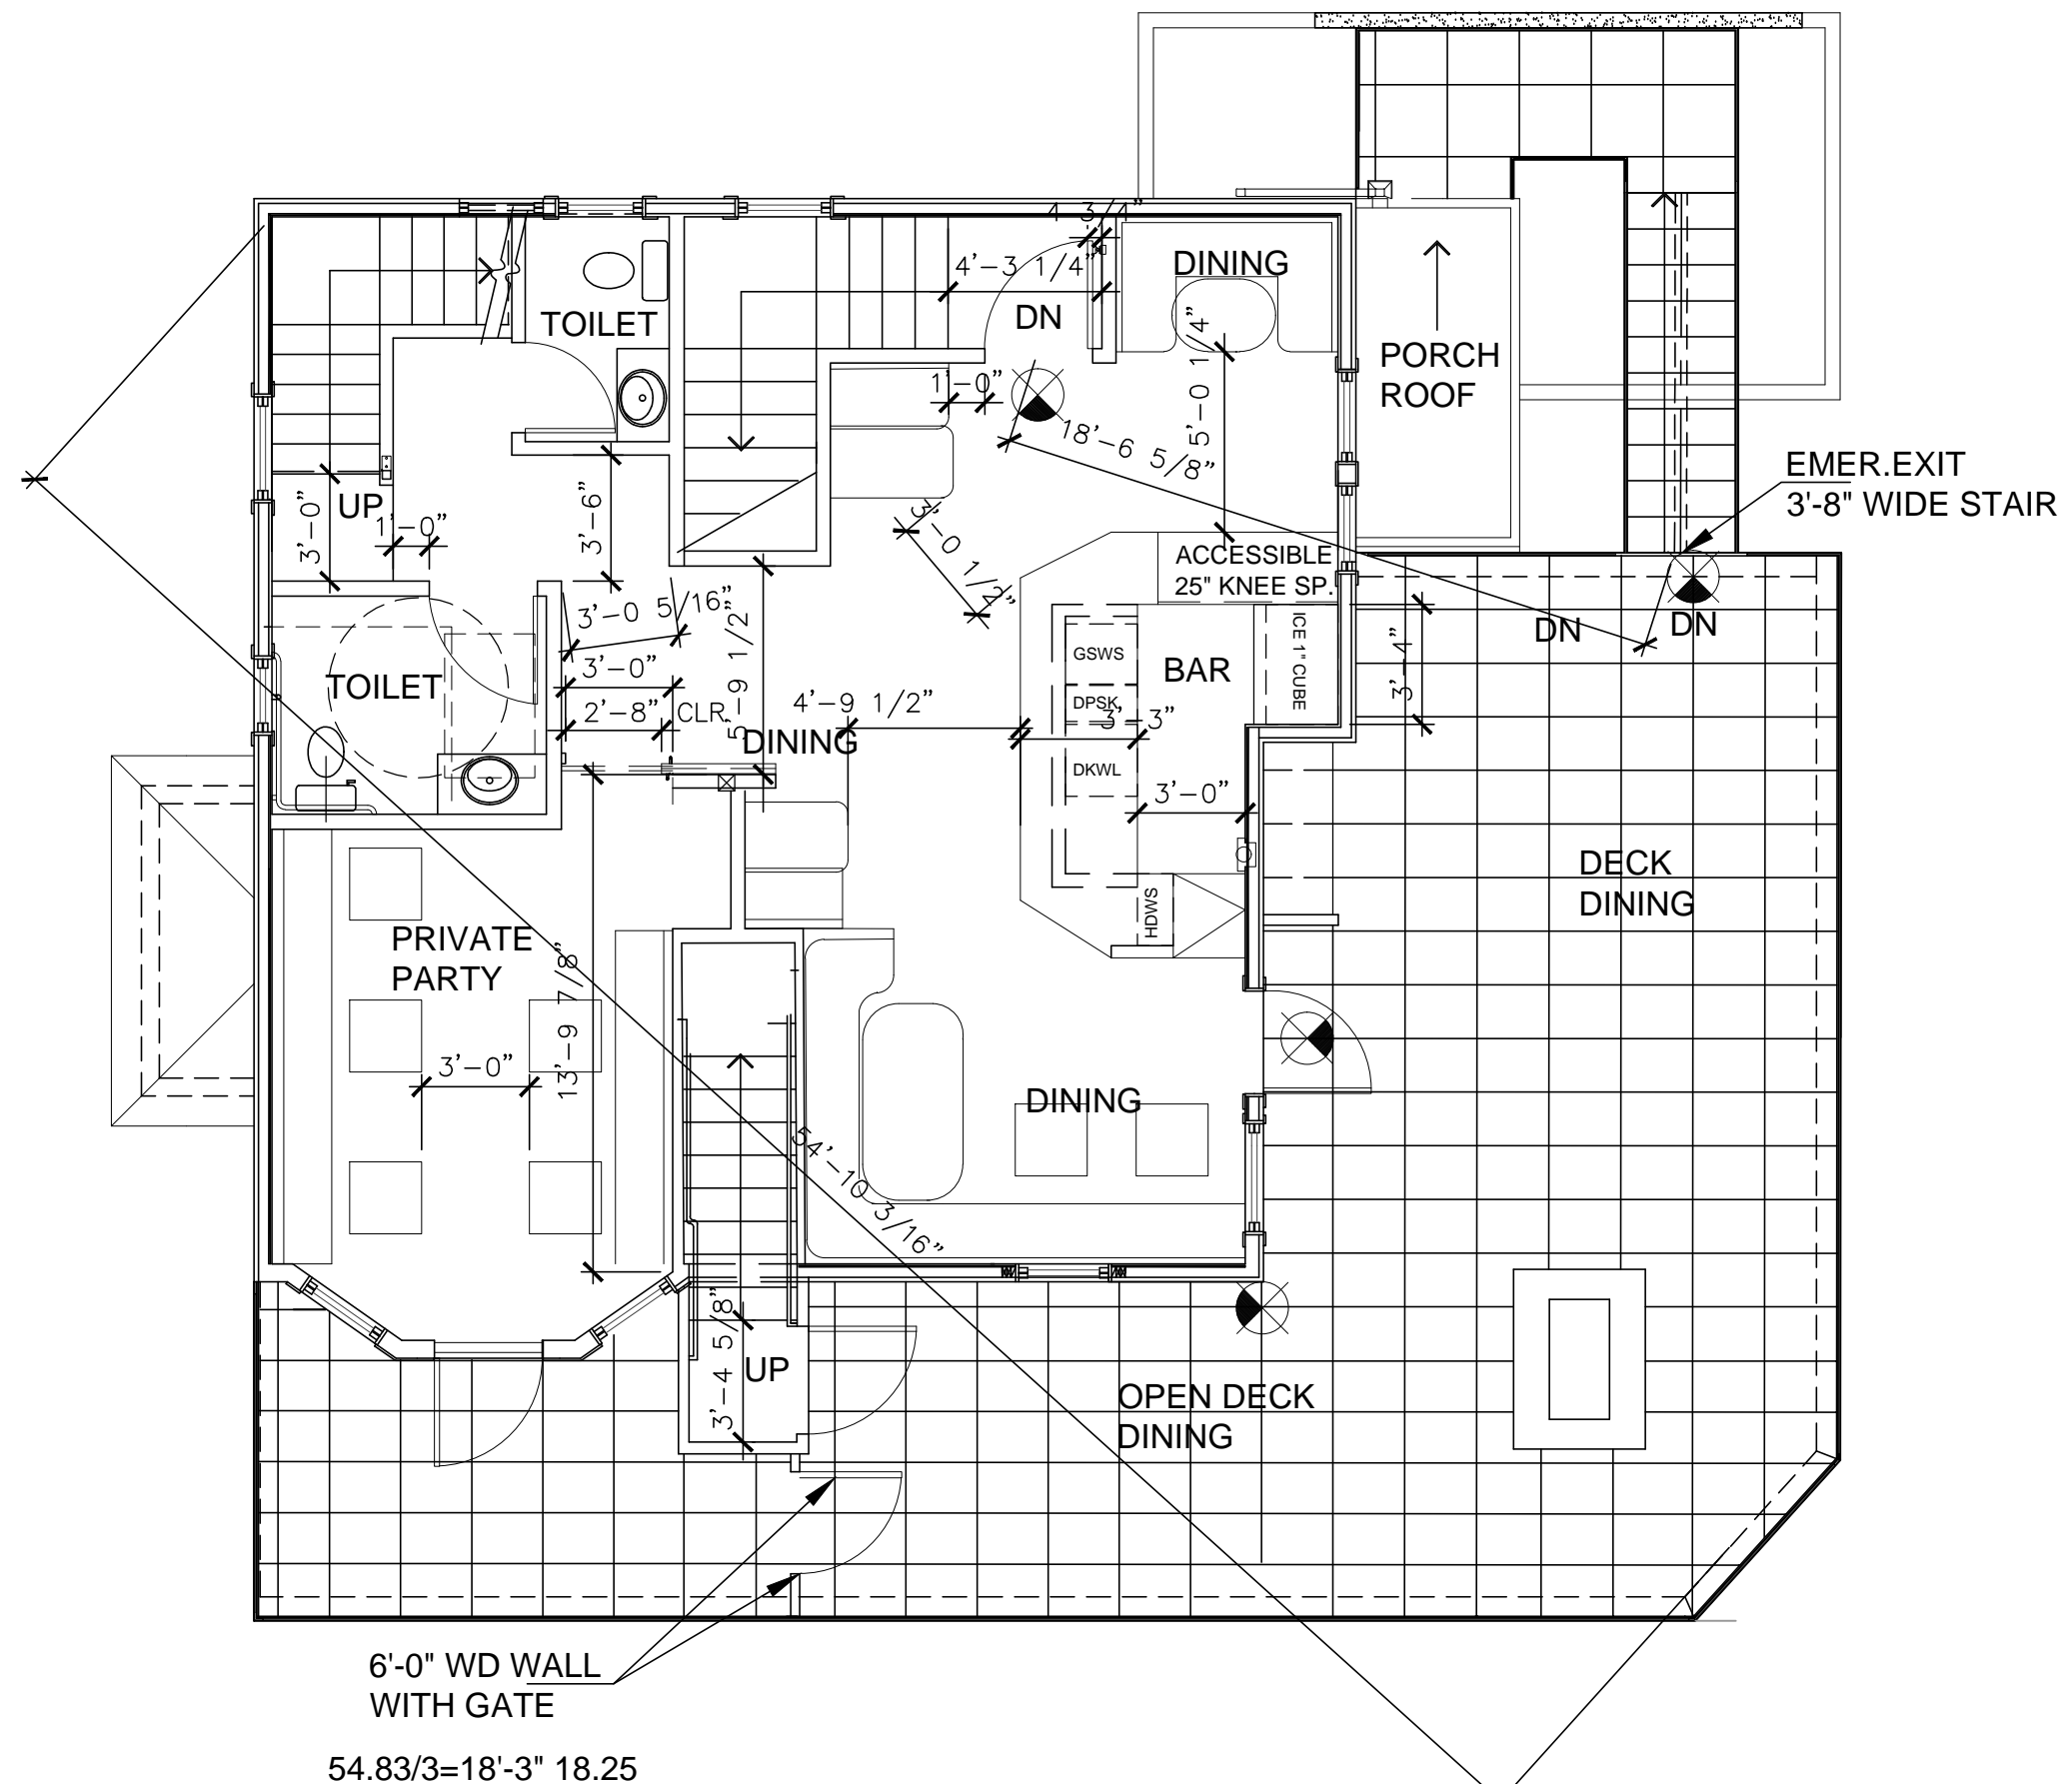 4 3/4"
DINING
4'-3 1/4"
TOILET
DN
5'-0 1/4"
PORCH
ROOF
1'-0"
18'-6 5/8"
EMER.EXIT
3'-8" WIDE STAIR
UP
3'-0"
1'-0"
3'-6"
3'-0 1/2"
ACCESSIBLE
25" KNEE SP.
3'-0 5/16"
DN
DN
ICE 1" CUBE
GSWS
BAR
3'-4"
TOILET
3'-0"
5'-9 1/2"
DPSK
2'-8" CLR.
4'-9 1/2"
3'-3"
DINING
DKWL
3'-0"
DECK
DINING
HDWS
PRIVATE
PARTY
13'-9 7/8"
3'-0"
DINING
54'-10 3/16"
3'-4 5/8"
UP
OPEN DECK
DINING
6'-0" WD WALL
WITH GATE
54.83/3=18'-3" 18.25